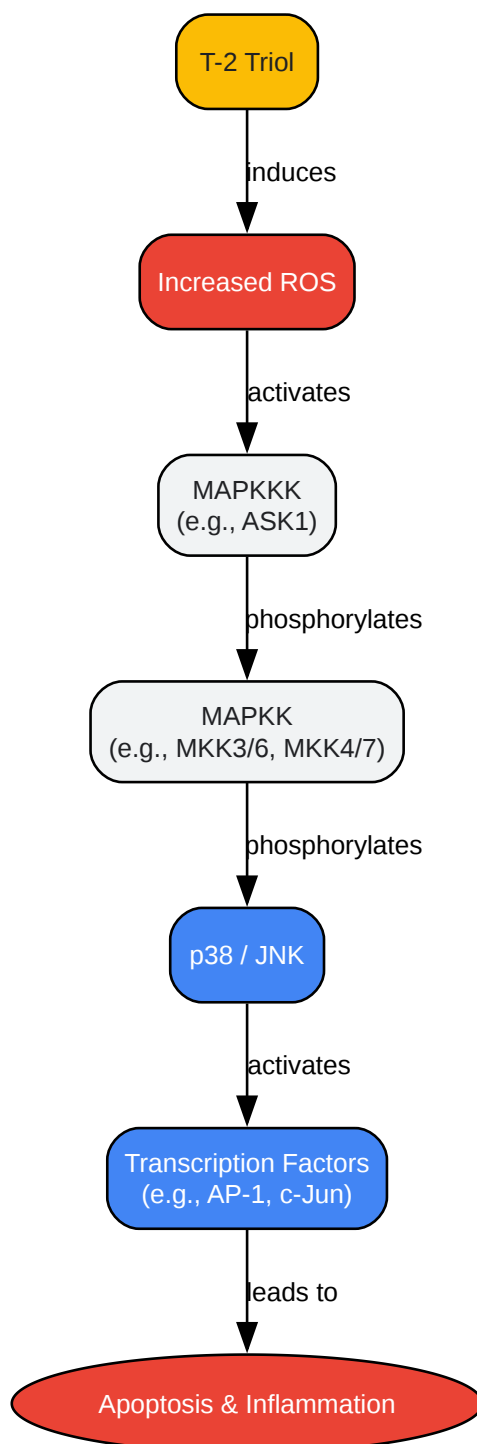 T-2 Triol
induces
Increased ROS
activates
MAPKKK
(e.g., ASK1)
phosphorylates
MAPKK
(e.g., MKK3/6, MKK4/7)
phosphorylates
p38 / JNK
activates
Transcription Factors
(e.g., AP-1, c-Jun)
leads to
Apoptosis & Inflammation